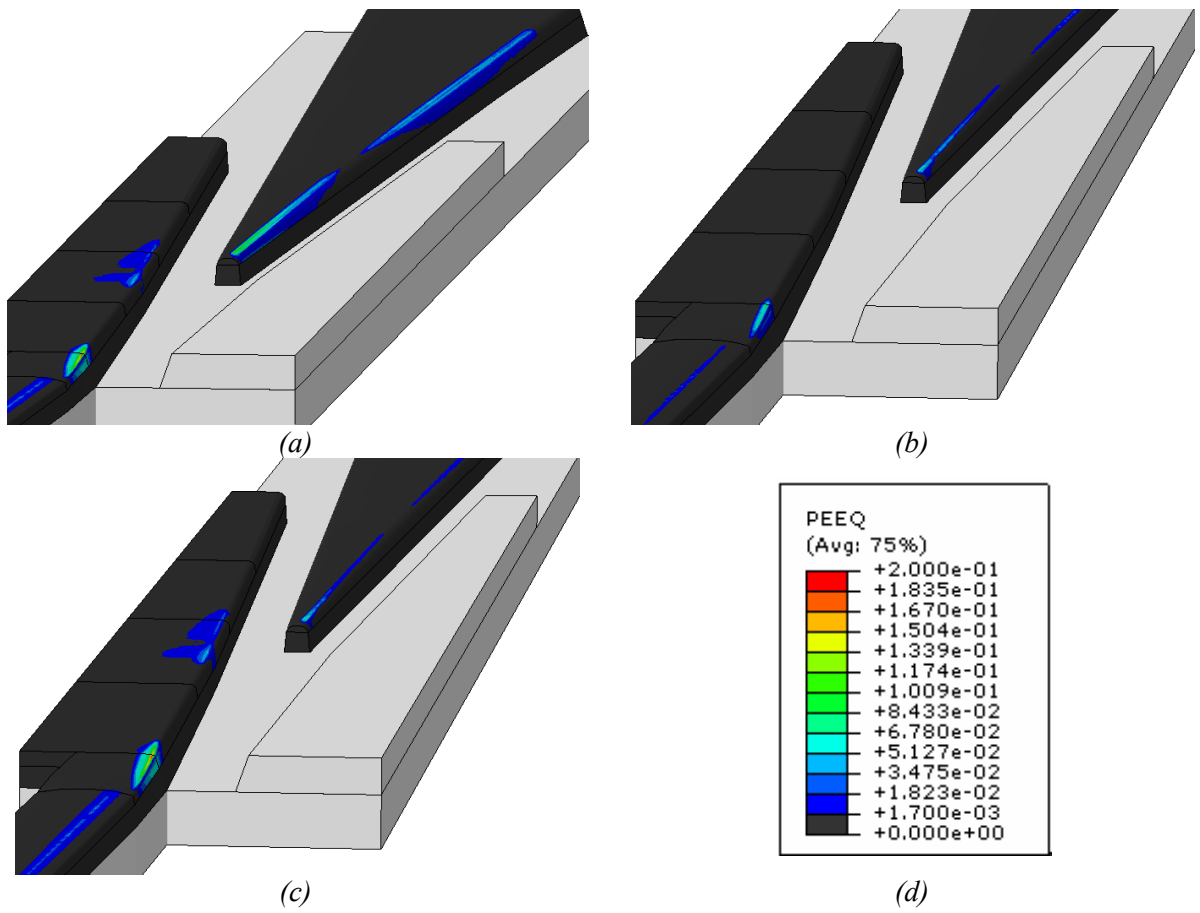 (a)
(b)
PEEQ
(Avg: 75%)
+2.000e-01
+1.835e-01
+1.670e-01
+1.504e-01
+1.339e-01
+1.174e-01
+1.009e-01
+8.433e-02
+6.780e-02
+5.127e-02
+3.475e-02
+1.823e-02
+1.700e-03
+0.000e+00
(c)
(d)